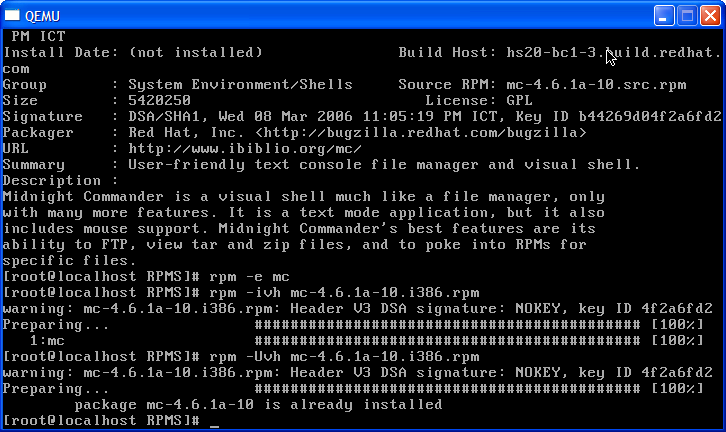 QEMU
 PM ICT
Install Date: (not installed)               Build Host: hs20-bc1-3.build.redhat.
com
Group       : System Environment/Shells     Source RPM: mc-4.6.1a-10.src.rpm
Size        : 5420250                          License: GPL
Signature   : DSA/SHA1, Wed 08 Mar 2006 11:05:19 PM ICT, Key ID b44269d04f2a6fd2
Packager    : Red Hat, Inc. <http://bugzilla.redhat.com/bugzilla>
URL         : http://www.ibiblio.org/mc/
Summary     : User-friendly text console file manager and visual shell.
Description :
Midnight Commander is a visual shell much like a file manager, only
with many more features. It is a text mode application, but it also
includes mouse support. Midnight Commander's best features are its
ability to FTP, view tar and zip files, and to poke into RPMs for
specific files.
[root@localhost RPMS]# rpm -e mc
[root@localhost RPMS]# rpm -ivh mc-4.6.1a-10.i386.rpm
warning: mc-4.6.1a-10.i386.rpm: Header V3 DSA signature: NOKEY, key ID 4f2a6fd2
Preparing...                ########################################### [100%]
   1:mc                     ########################################### [100%]
[root@localhost RPMS]# rpm -Uvh mc-4.6.1a-10.i386.rpm
warning: mc-4.6.1a-10.i386.rpm: Header V3 DSA signature: NOKEY, key ID 4f2a6fd2
Preparing...                ########################################### [100%]
        package mc-4.6.1a-10 is already installed
[root@localhost RPMS]# _